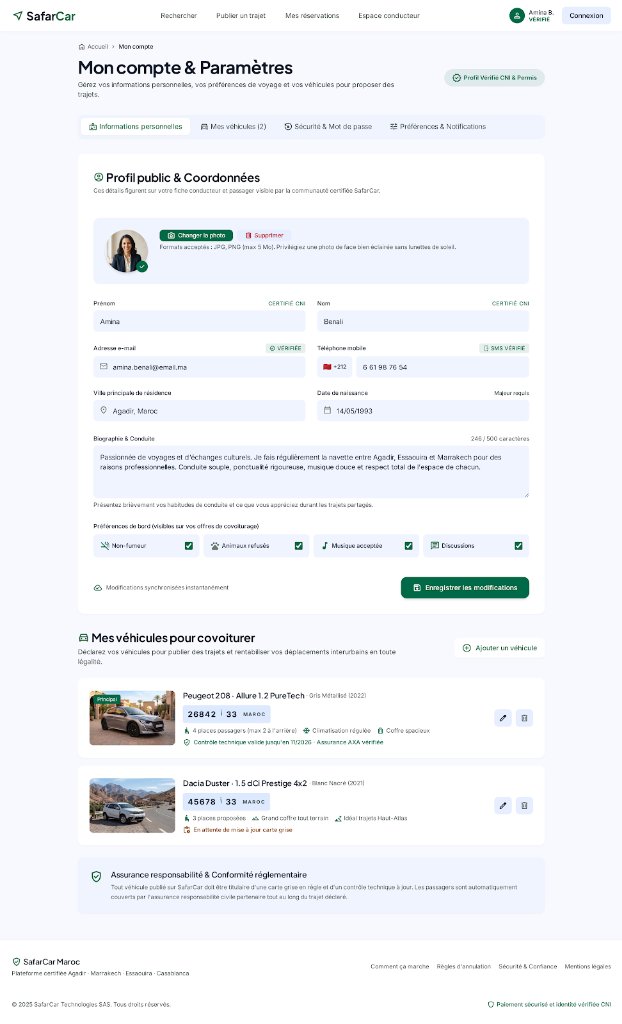 SafarCar
Rechercher
Publier un trajet
Mes réservations
Espace conducteur
Amina B.
VÉRIFIÉ
Connexion
Accueil > Mon compte
Mon compte & Paramètres
Gérez vos informations personnelles, vos préférences de voyage et vos véhicules pour proposer des
trajets.
Profil Vérifié CNI & Permis
Informations personnelles
Mes véhicules (2)
Sécurité & Mot de passe
Préférences & Notifications
Profil public & Coordonnées
Ces détails figurent sur votre fiche conducteur et passager visible par la communauté certifiée SafarCar.
Changer la photo
Supprimer
Formats acceptés : JPG, PNG (max 5 Mo). Privilégiez une photo de face bien éclairée sans lunettes de soleil.
Prénom
CERTIFIÉ CNI
Amina
Nom
CERTIFIÉ CNI
Benali
Adresse e-mail
VÉRIFIÉE
amina.benali@email.ma
Téléphone mobile
SMS VÉRIFIÉ
+212
6 61 98 76 54
Ville principale de résidence
Agadir, Maroc
Date de naissance
Majeur requis
14/05/1993
Biographie & Conduite
246 / 500 caractères
Passionnée de voyages et d'échanges culturels. Je fais régulièrement la navette entre Agadir, Essaouira et Marrakech pour des
raisons professionnelles. Conduite souple, ponctualité rigoureuse, musique douce et respect total de l'espace de chacun.
Présentez brièvement vos habitudes de conduite et ce que vous appréciez durant les trajets partagés.
Préférences de bord (visibles sur vos offres de covoiturage)
Non-fumeur
Animaux refusés
Musique acceptée
Discussions
Modifications synchronisées instantanément
Enregistrer les modifications
Mes véhicules pour covoiturer
Déclarez vos véhicules pour publier des trajets et rentabiliser vos déplacements interurbains en toute
légalité.
Ajouter un véhicule
Principal
Peugeot 208 · Allure 1.2 PureTech · Gris Métallisé (2022)
26842 أ 33 MAROC
4 places passagers (max 2 à l'arrière)
Climatisation régulée
Coffre spacieux
Contrôle technique valide jusqu'en 11/2026 · Assurance AXA Vérifiée
Dacia Duster · 1.5 dCi Prestige 4x2 · Blanc Nacré (2021)
45678 أ 33 MAROC
3 places proposées
Grand coffre tout terrain
Idéal trajets Haut-Atlas
En attente de mise à jour carte grise
Assurance responsabilité & Conformité réglementaire
Tout véhicule publié sur SafarCar doit être titulaire d'une carte grise en règle et d'un contrôle technique à jour. Les passagers sont automatiquement
couverts par l'assurance responsabilité civile partenaire tout au long du trajet déclaré.
SafarCar Maroc
Plateforme certifiée Agadir · Marrakech · Essaouira · Casablanca
Comment ça marche
Règles d'annulation
Sécurité & Confiance
Mentions légales
© 2025 SafarCar Technologies SAS. Tous droits réservés.
Paiement sécurisé et identité vérifiée CNI